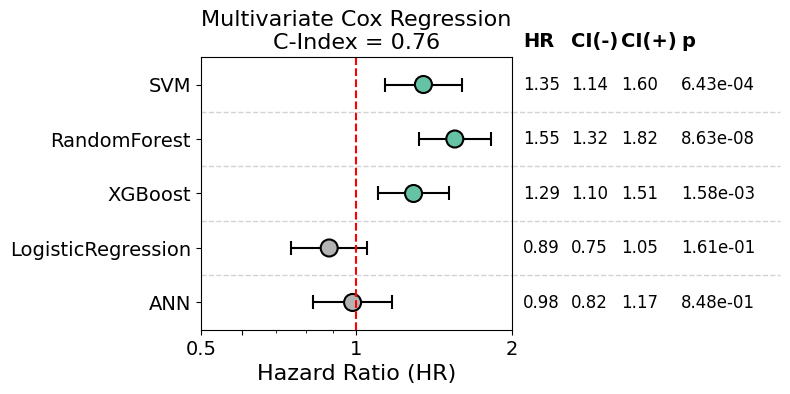 Multivariate Cox Regression
C-Index = 0.76
HR CI(-) CI(+) p
SVM 1.35 1.14 1.60 6.43e-04
RandomForest 1.55 1.32 1.82 8.63e-08
XGBoost 1.29 1.10 1.51 1.58e-03
LogisticRegression 0.89 0.75 1.05 1.61e-01
ANN 0.98 0.82 1.17 8.48e-01
0.5 1 2
Hazard Ratio (HR)